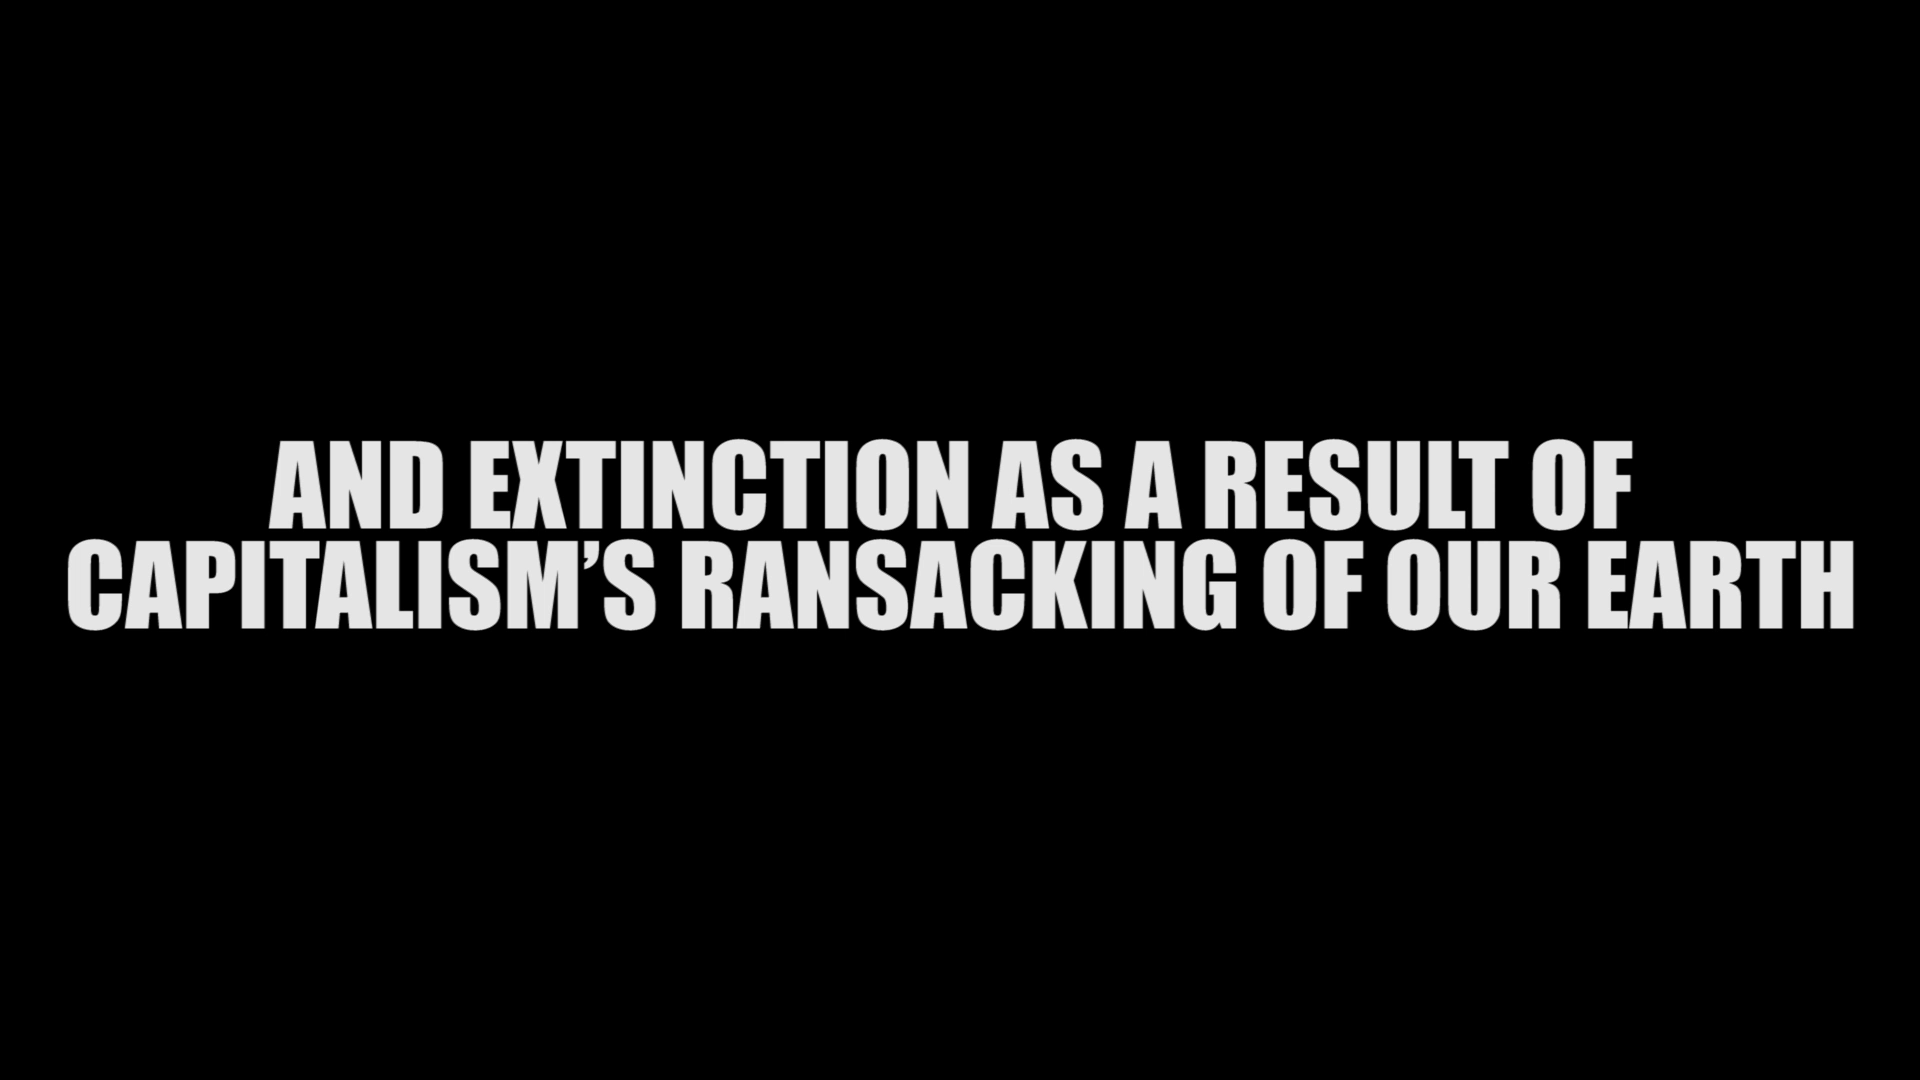 AND EXTINCTION AS A RESULT OF
CAPITALISM’S RANSACKING OF OUR EARTH